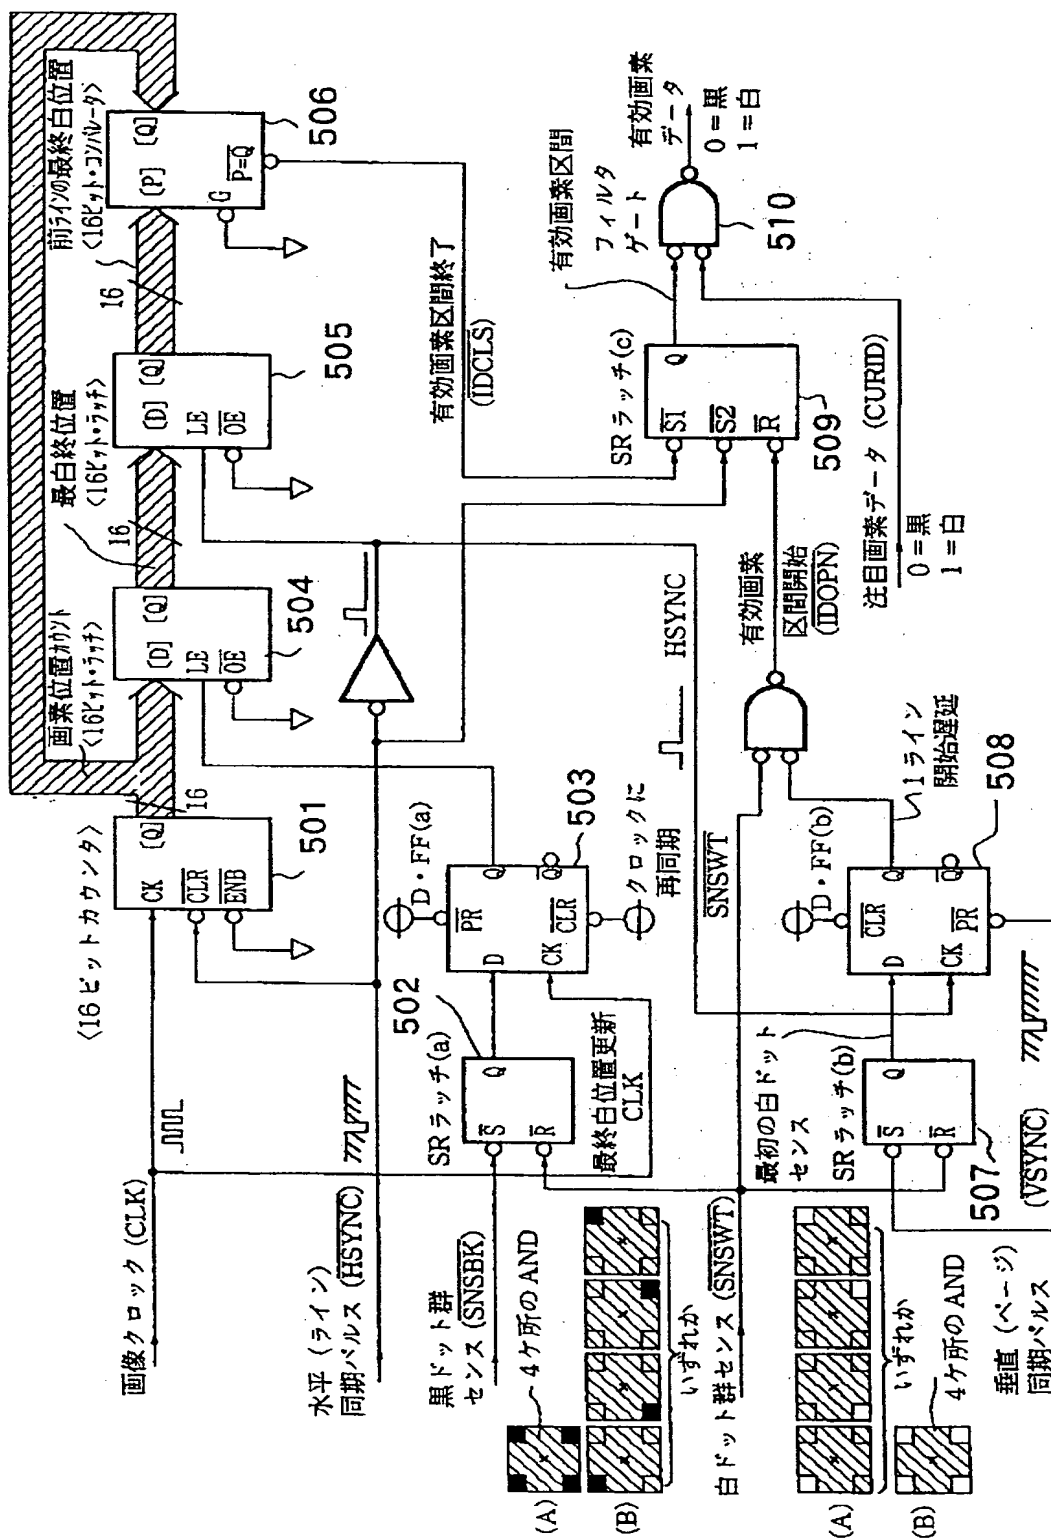 画像クロック (CLK)
水平 (ライン)
同期パルス (HSYNC)
黒ドット群
センス (SNSBK)
4ケ所のAND
(A)
(B)
いずれか
白ドット群センス (SNSWT)
(A)
いずれか
(B)
4ケ所のAND
垂直 (ページ)
同期パルス
(VSYNC)
<16ビットカウンタ>
CK
[Q]
CLR
ENB
501
16
画素位置カウント
<16ビット・ラッチ>
[D]
[Q]
LE
OE
504
最白終位置
<16ビット・ラッチ>
16
[D]
[Q]
LE
OE
505
16
前ラインの最終白位置
<16ビット・コンパレータ>
[P]
[Q]
G
P=Q
506
SRラッチ(a)
502
S
Q
R
最終白位置更新
CLK
D・FF(a)
PR
D
Q
CK
CLR
Q
503
クロックに
再同期
有効画素区間終了
(IDCLS)
HSYNC
SNSWT
最初の白ドット
センス
SRラッチ(b)
S
Q
R
507
D・FF(b)
CLR
D
Q
CK
PR
Q
508
1ライン
開始遅延
有効画素
区間開始
(IDOPN)
SRラッチ(c)
S1
Q
S2
R
509
注目画素データ (CURID)
0=黒
1=白
有効画素区間
フィルタ
ゲート
510
有効画素
データ
0=黒
1=白